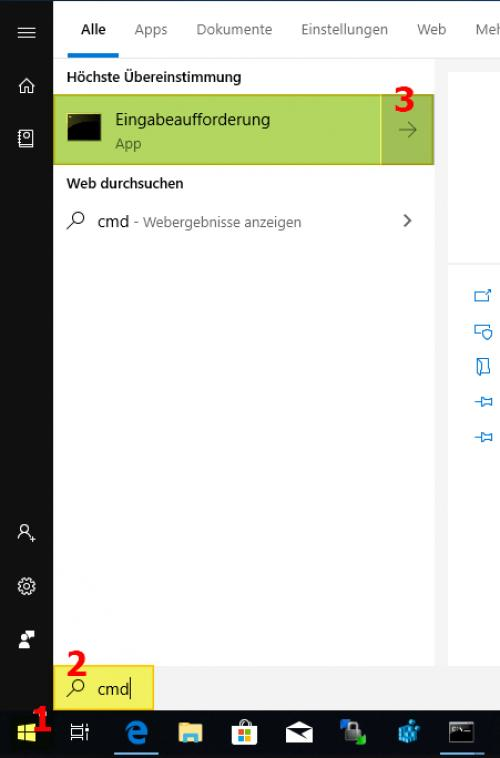 Alle Apps Dokumente Einstellungen Web Meh
Höchste Übereinstimmung
3
Eingabeaufforderung
App
Web durchsuchen
cmd - Webergebnisse anzeigen
2
cmd
1